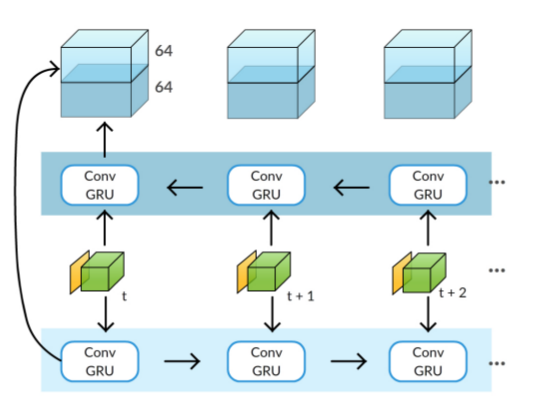 64
64
Conv
GRU
Conv
GRU
Conv
GRU
...
t
t + 1
t + 2
...
Conv
GRU
Conv
GRU
Conv
GRU
...